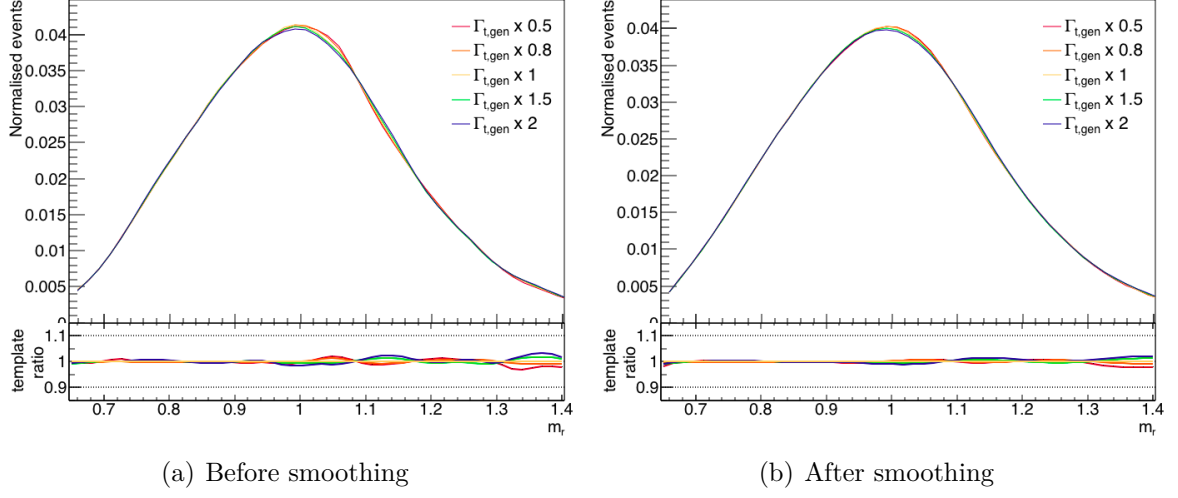 Normalised events
0.04
0.035
0.03
0.025
0.02
0.015
0.01
0.005
0
Γt,gen x 0.5
Γt,gen x 0.8
Γt,gen x 1
Γt,gen x 1.5
Γt,gen x 2
template
ratio
1.1
1
0.9
0.7 0.8 0.9 1 1.1 1.2 1.3 1.4
mr
(a) Before smoothing
Normalised events
0.04
0.035
0.03
0.025
0.02
0.015
0.01
0.005
0
Γt,gen x 0.5
Γt,gen x 0.8
Γt,gen x 1
Γt,gen x 1.5
Γt,gen x 2
template
ratio
1.1
1
0.9
0.7 0.8 0.9 1 1.1 1.2 1.3 1.4
mr
(b) After smoothing